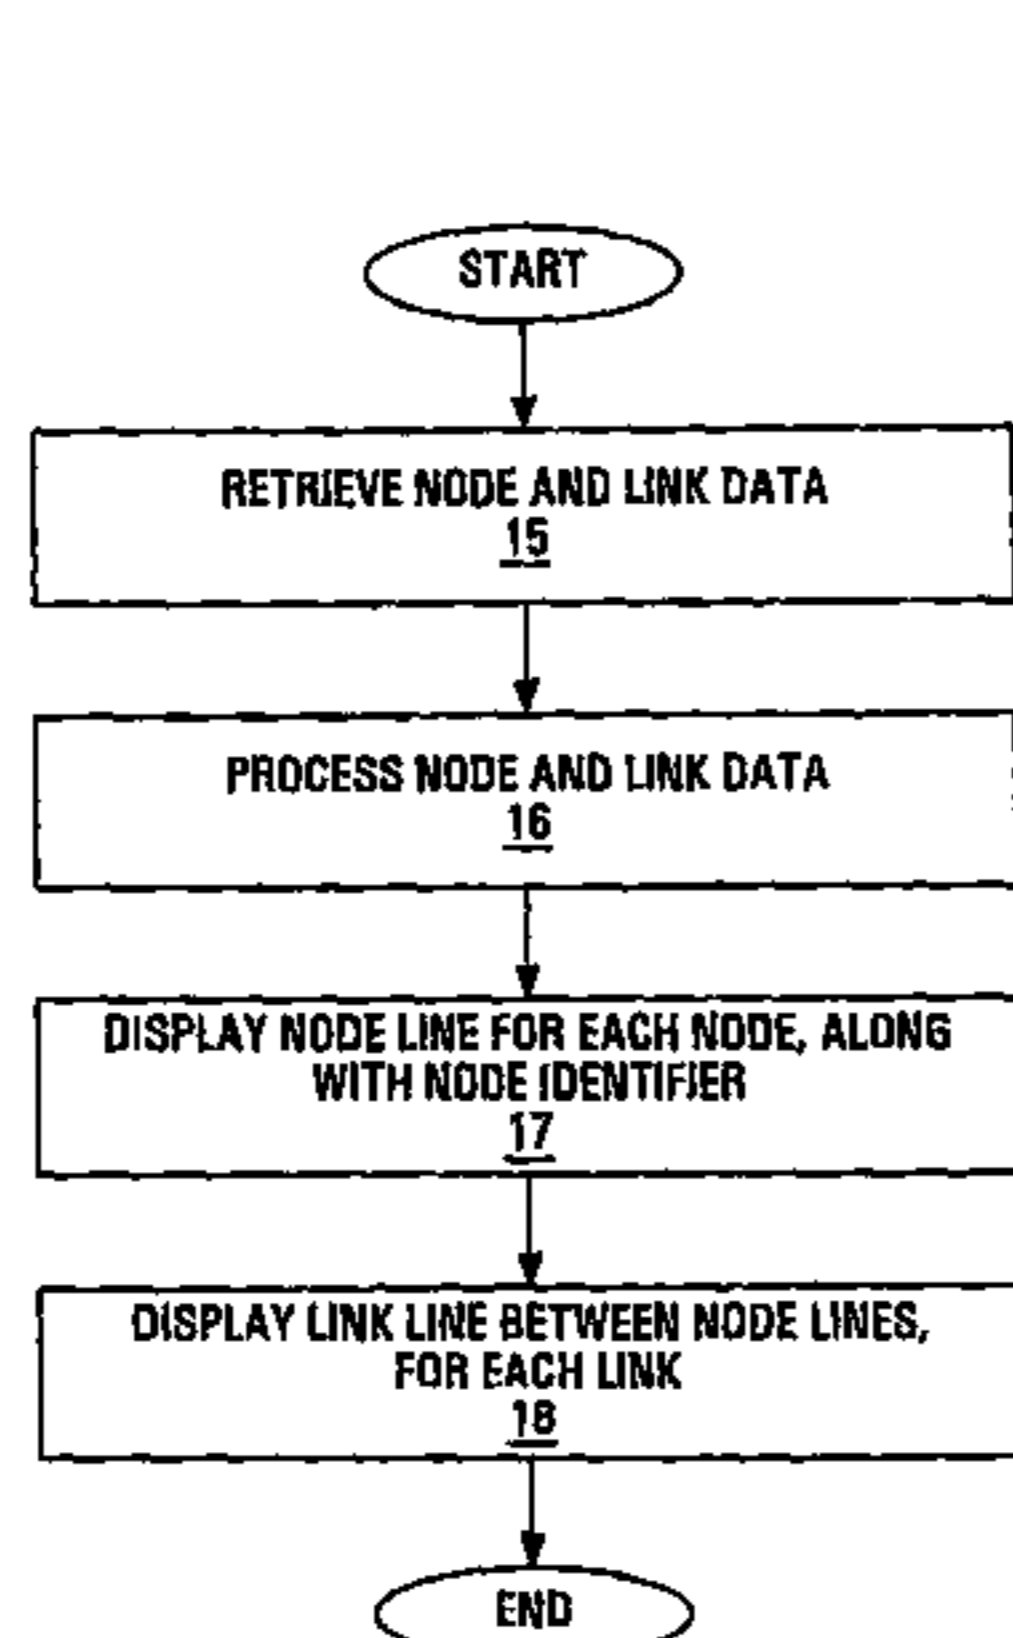 START
RETRIEVE NODE AND LINK DATA
15
PROCESS NODE AND LINK DATA
16
DISPLAY NODE LINE FOR EACH NODE, ALONG
WITH NODE IDENTIFIER
17
DISPLAY LINK LINE BETWEEN NODE LINES,
FOR EACH LINK
18
END